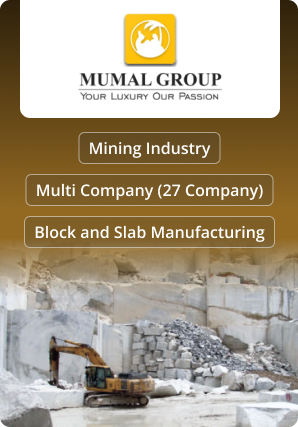 MUMAL GROUP
YOUR LUXURY OUR PASSION
Mining Industry
Multi Company (27 Company)
Block and Slab Manufacturing